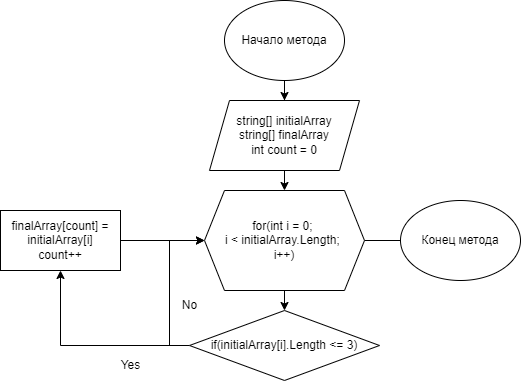 Начало метода
string[] initialArray
string[] finalArray
int count = 0
for(int i = 0;
i < initialArray.Length;
i++)
Конец метода
finalArray[count] =
initialArray[i]
count++
No
if(initialArray[i].Length <= 3)
Yes